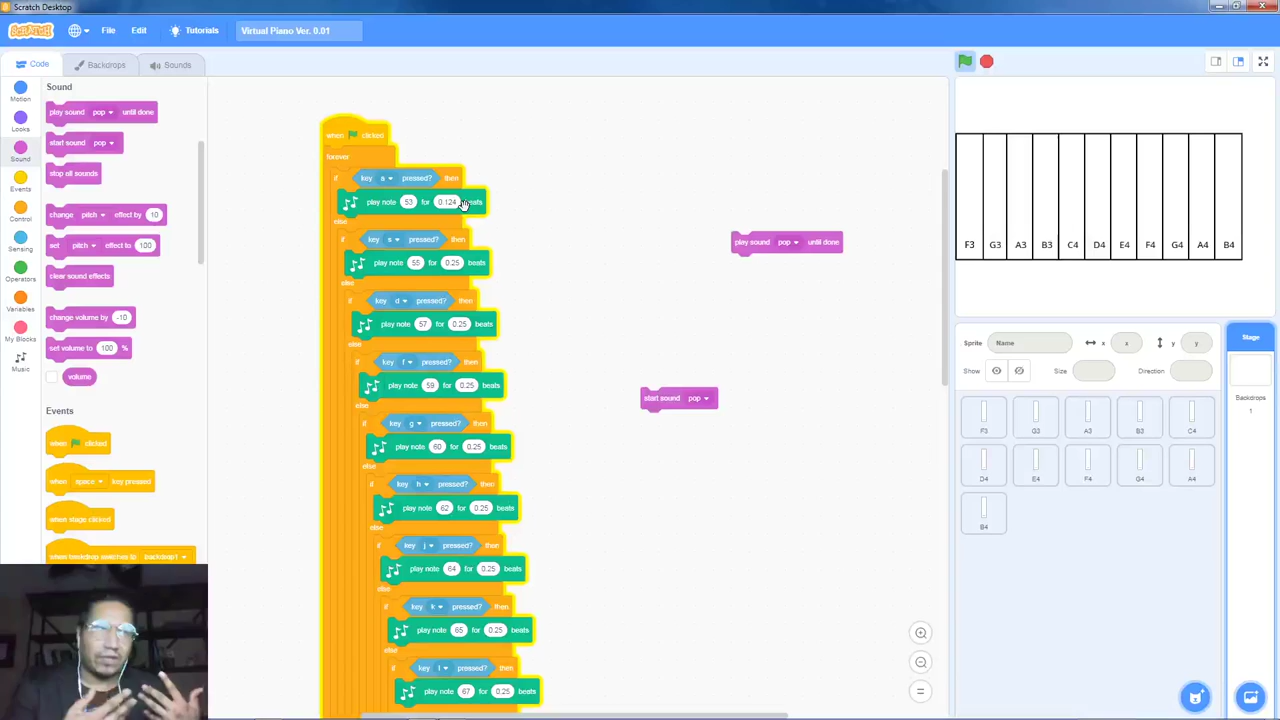 Scratch Desktop
SCRATCH
File
Edit
Tutorials
Virtual Piano Ver. 0.01
Code
Backdrops
Sounds
Motion
Looks
Sound
Events
Control
Sensing
Operators
Variables
My Blocks
Music
Sound
play sound pop until done
start sound pop
stop all sounds
change pitch effect by 10
set pitch effect to 100
clear sound effects
change volume by -10
set volume to 100 %
volume
Events
when clicked
when space key pressed
when stage clicked
when backdrop switches to backdrop1
when clicked
forever
if key a pressed? then
play note 53 for 0.124 beats
else
if key s pressed? then
play note 55 for 0.25 beats
else
if key d pressed? then
play note 57 for 0.25 beats
else
if key f pressed? then
play note 59 for 0.25 beats
else
if key g pressed? then
play note 60 for 0.25 beats
else
if key h pressed? then
play note 62 for 0.25 beats
else
if key j pressed? then
play note 64 for 0.25 beats
else
if key k pressed? then
play note 65 for 0.25 beats
else
if key l pressed? then
play note 67 for 0.25 beats
play sound pop until done
start sound pop
F3 G3 A3 B3 C4 D4 E4 F4 G4 A4 B4
Sprite Name x x y y
Show Size Direction
F3 G3 A3 B3 C4
D4 E4 F4 G4 A4
B4
Stage
Backdrops
1